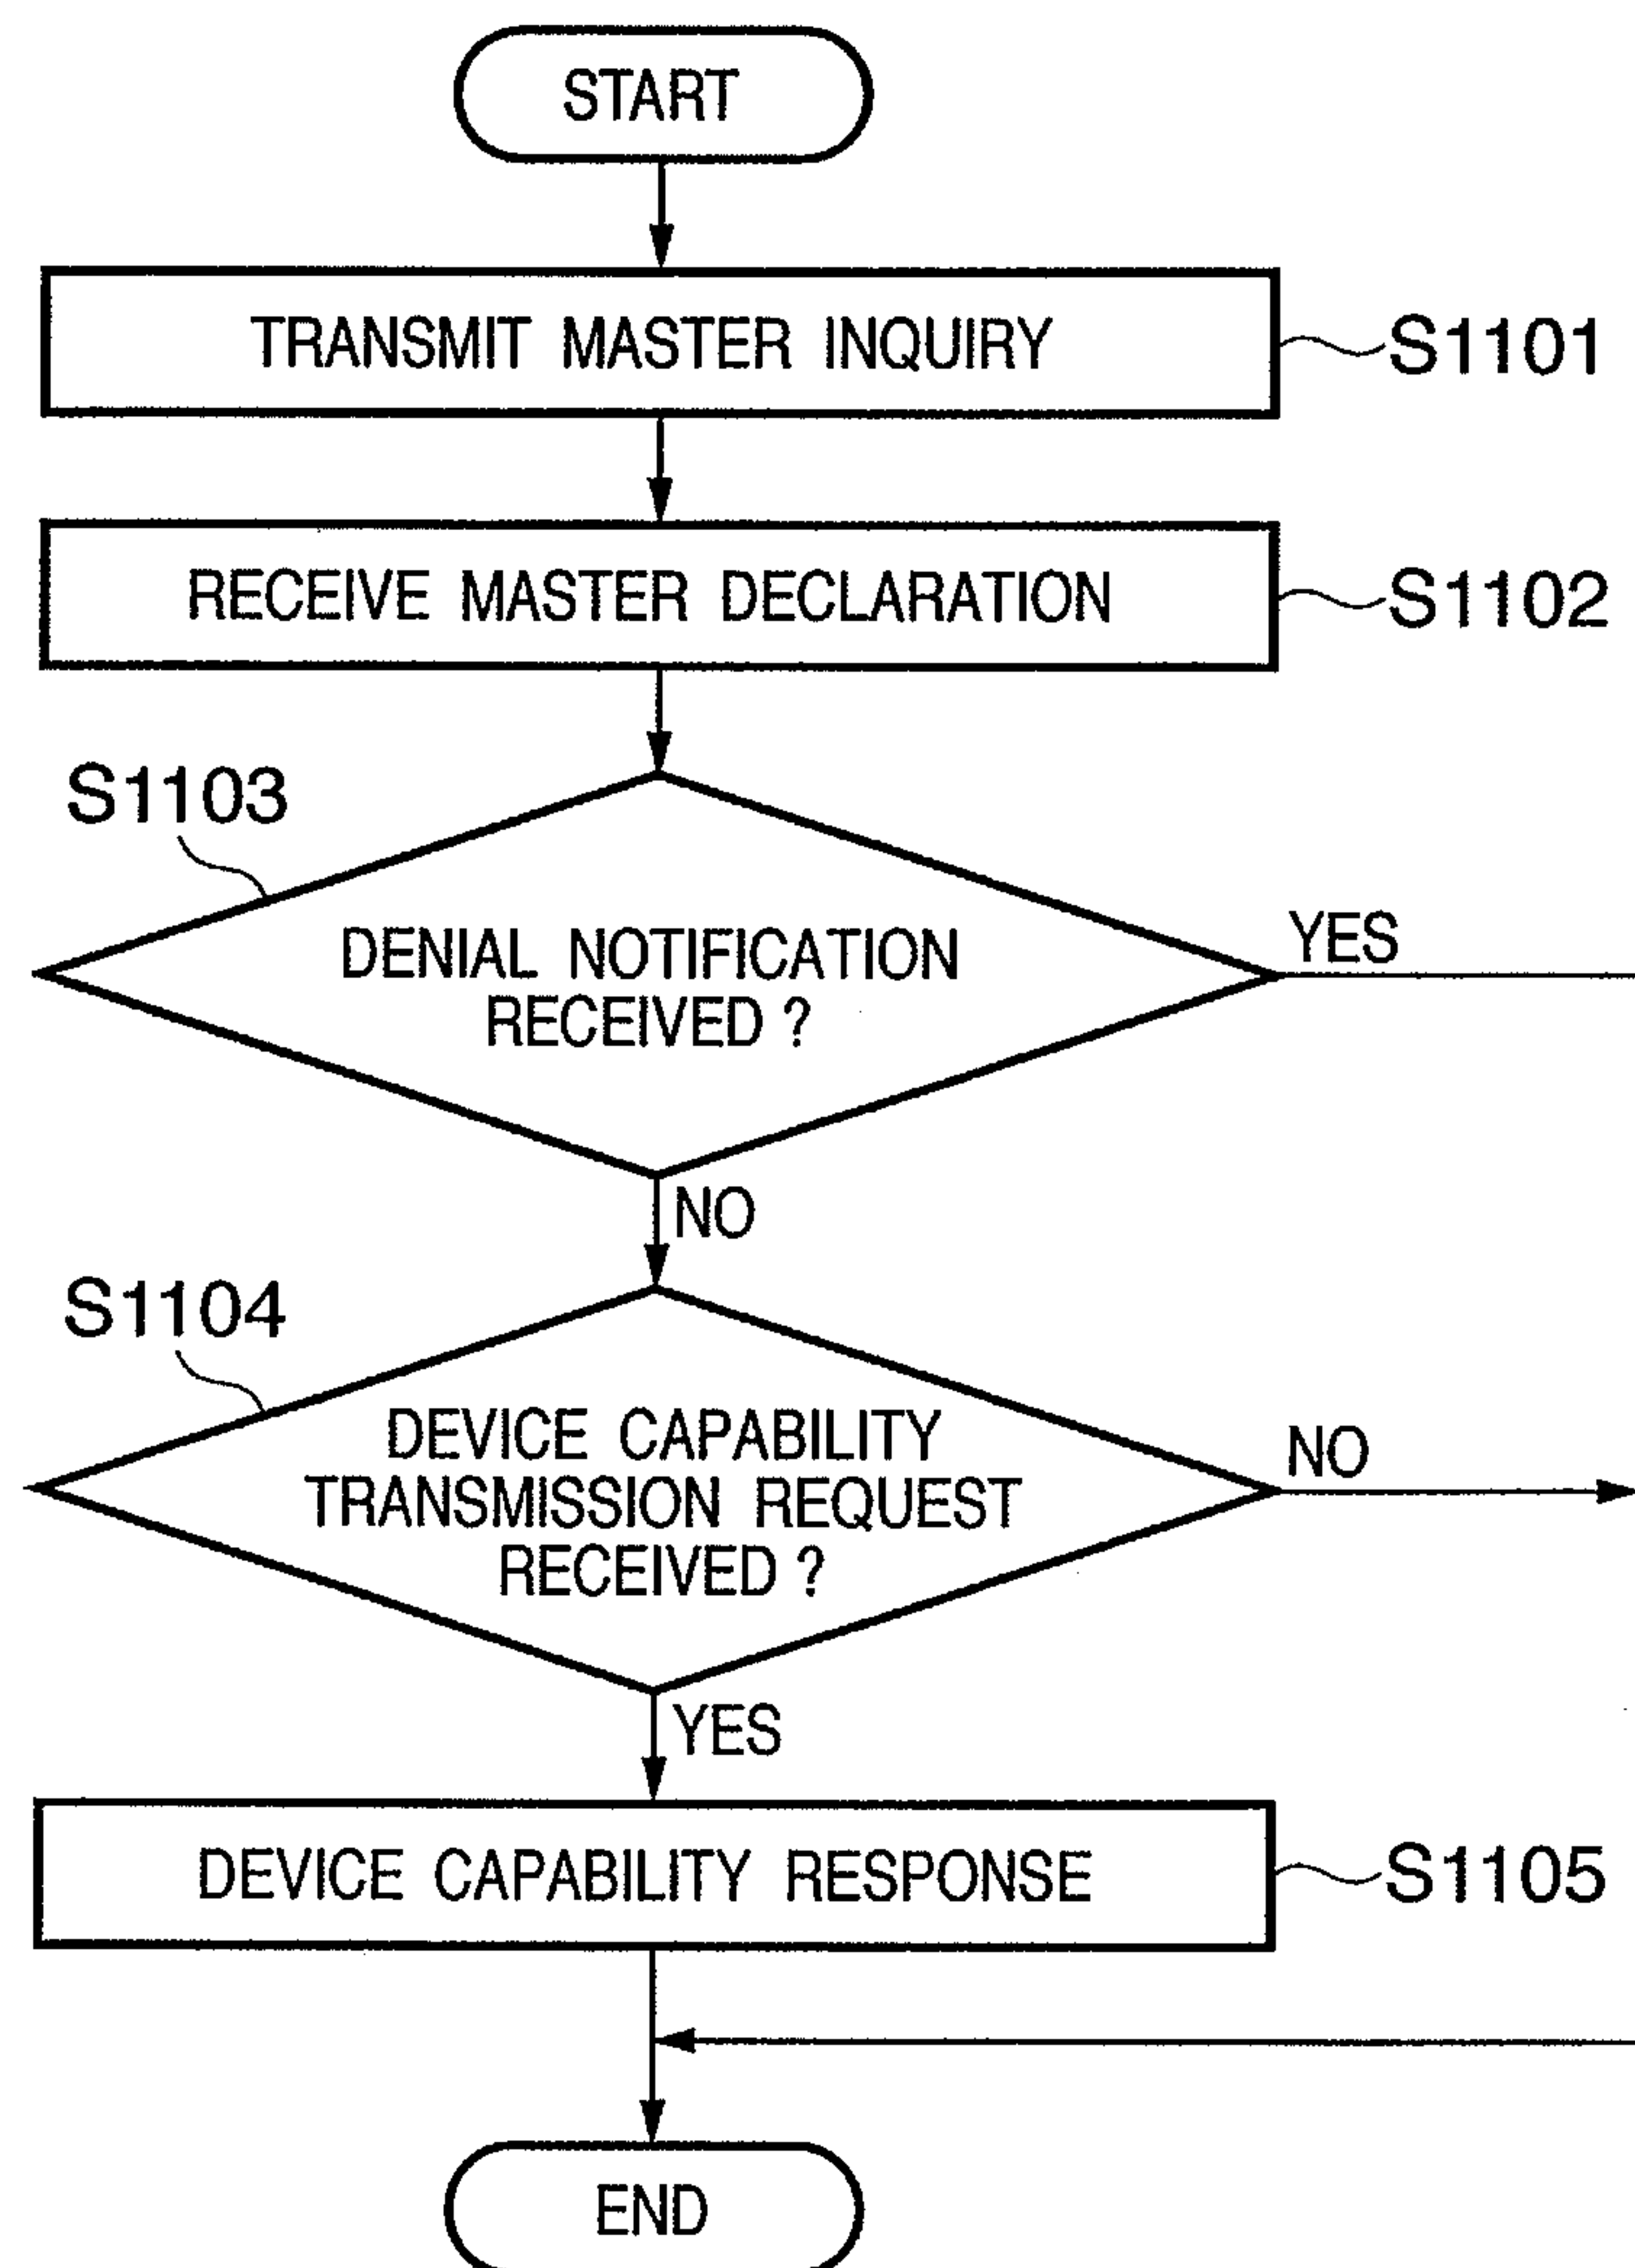 START
TRANSMIT MASTER INQUIRY
S1101
RECEIVE MASTER DECLARATION
S1102
S1103
DENIAL NOTIFICATION
RECEIVED ?
YES
NO
S1104
DEVICE CAPABILITY
TRANSMISSION REQUEST
RECEIVED ?
NO
YES
DEVICE CAPABILITY RESPONSE
S1105
END